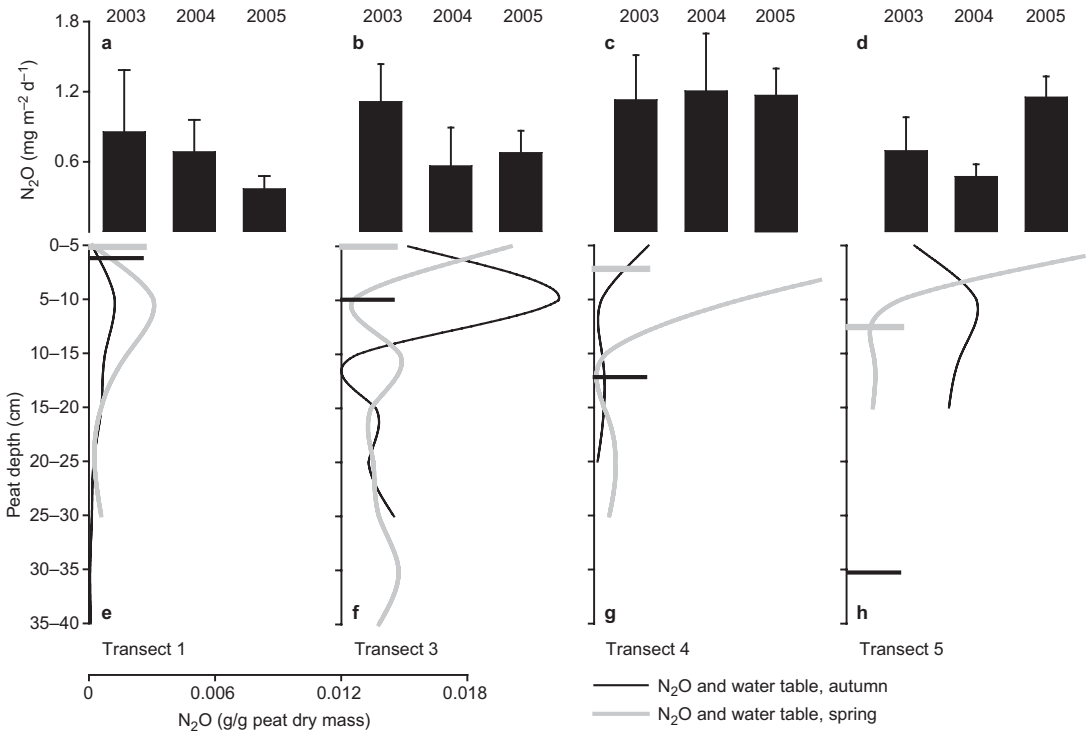 2003 2004 2005 2003 2004 2005 2003 2004 2005 2003 2004 2005
1.8
a b c d
1.2
0.6
N₂O (mg m⁻² d⁻¹)
0–5
5–10
10–15
15–20
20–25
25–30
30–35
35–40
Peat depth (cm)
e f g h
Transect 1 Transect 3 Transect 4 Transect 5
0 0.006 0.012 0.018
N₂O (g/g peat dry mass)
N₂O and water table, autumn
N₂O and water table, spring